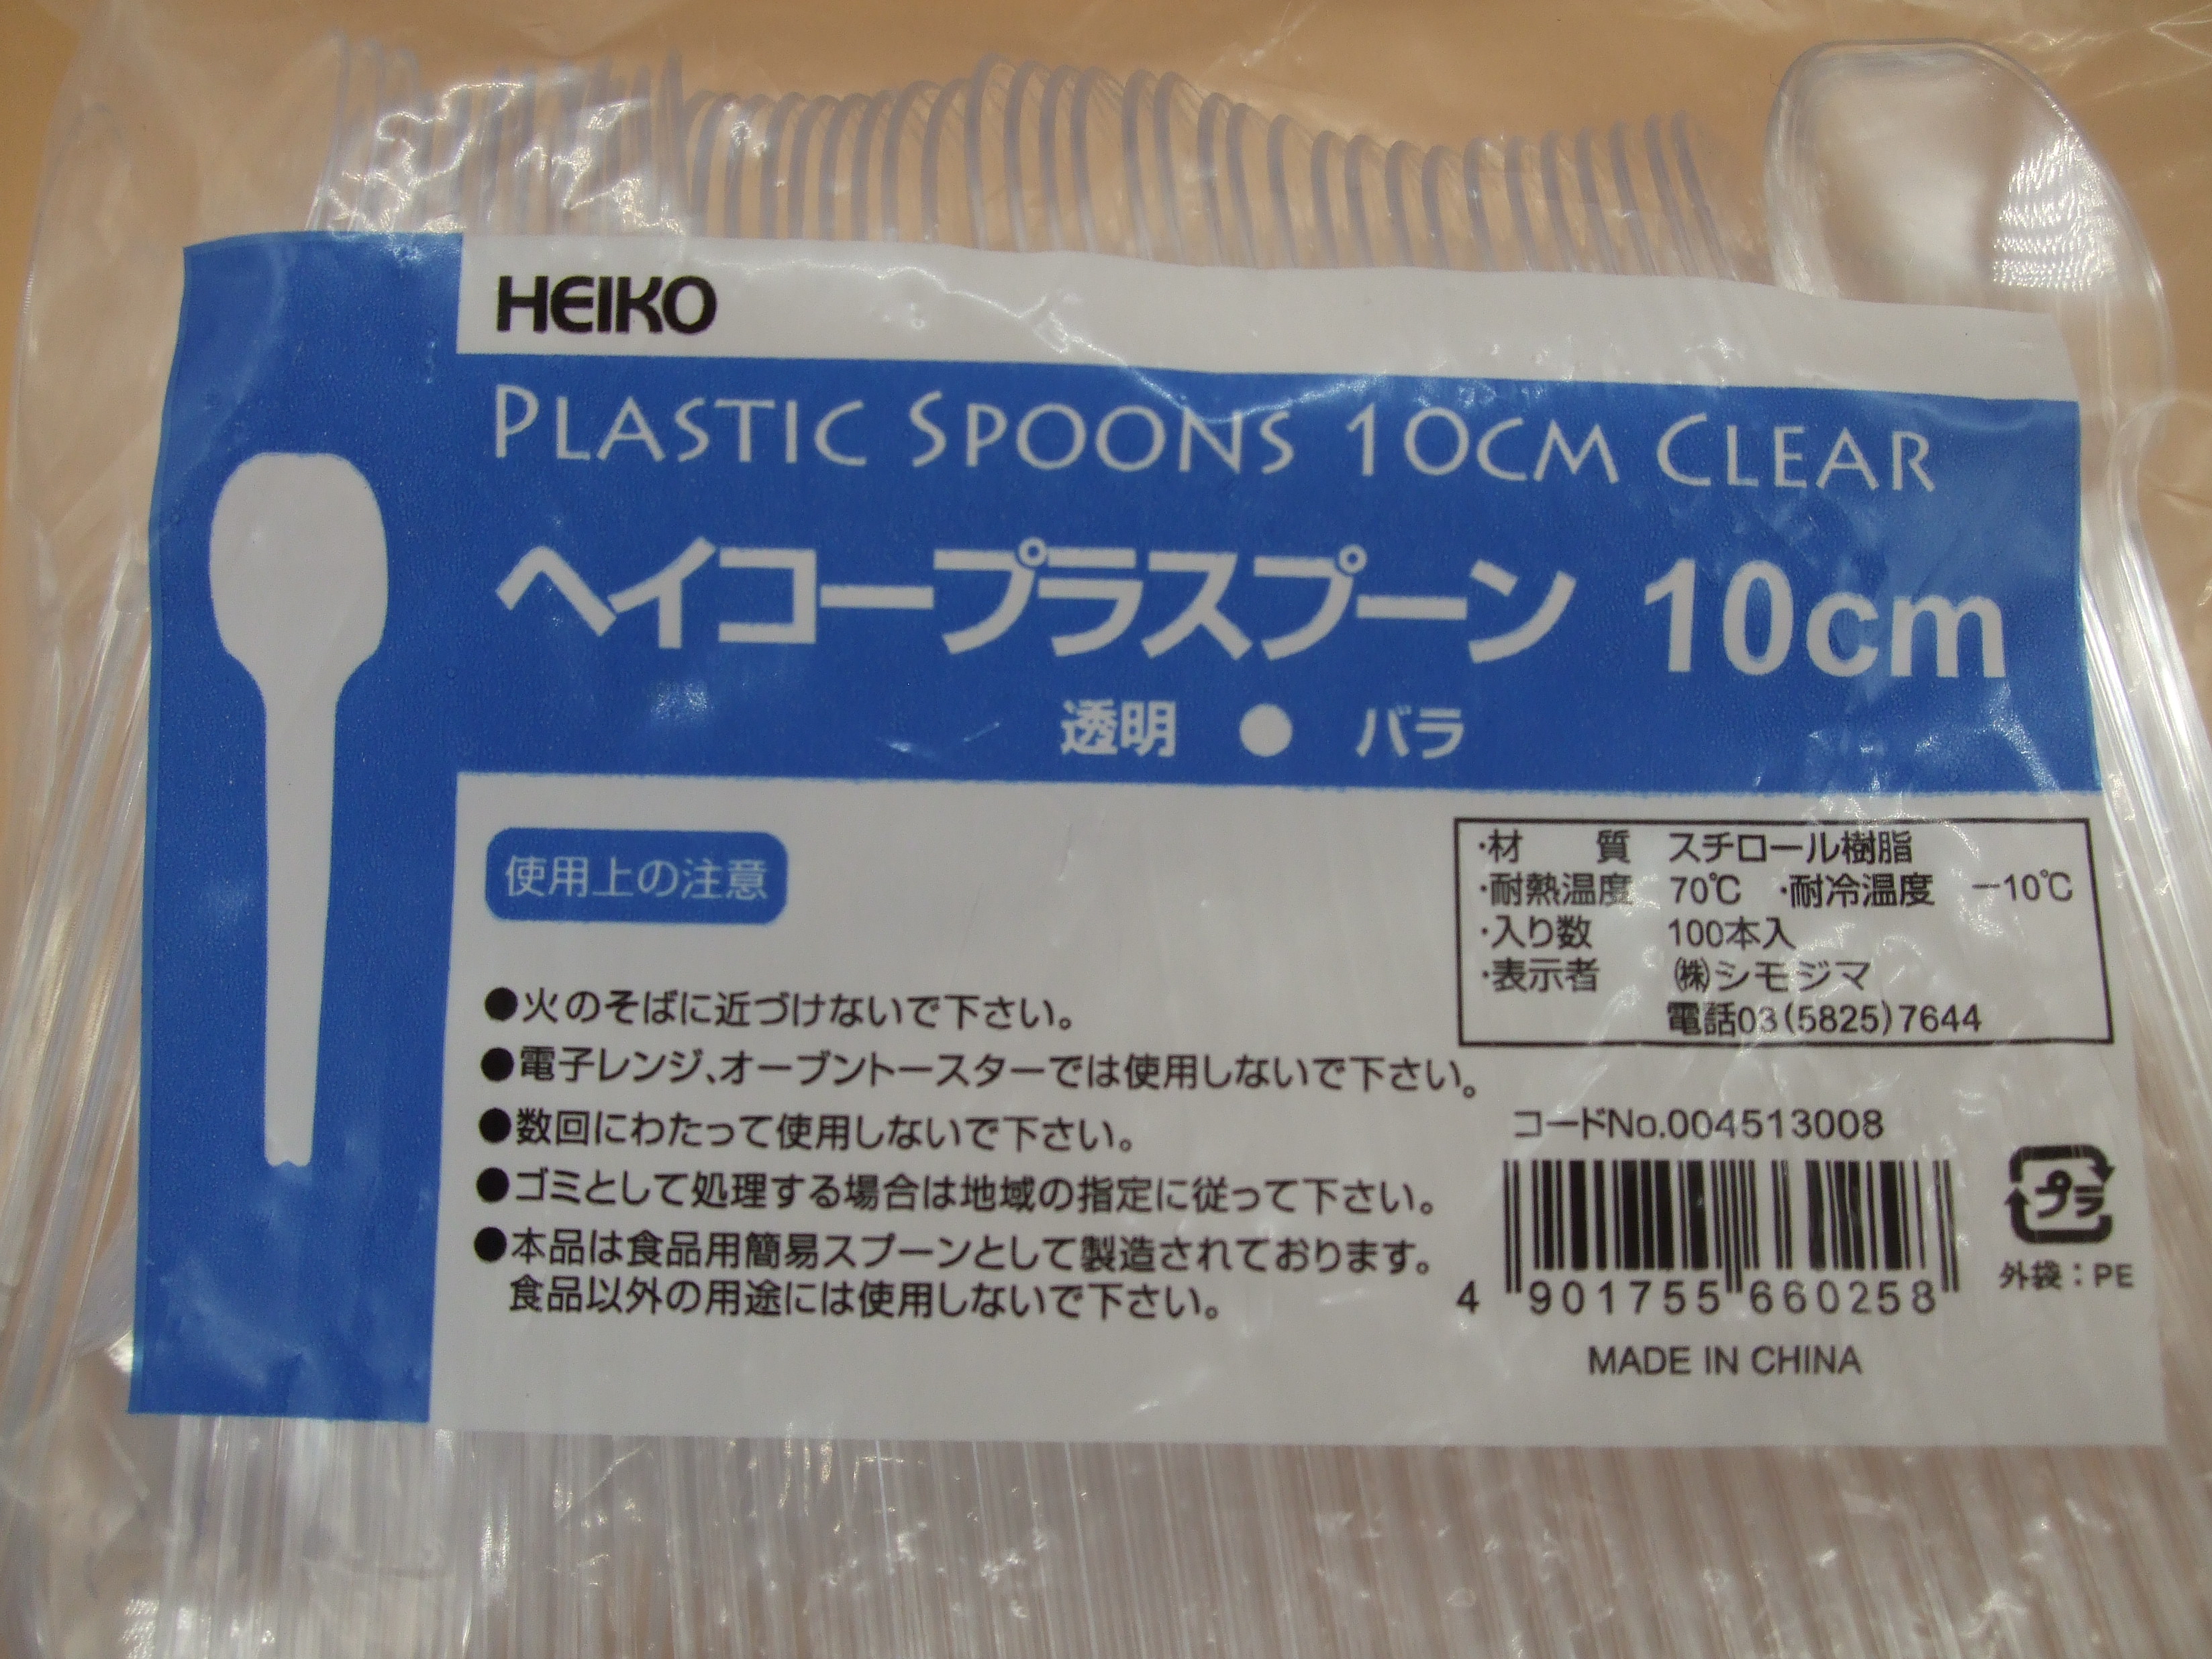 HEIKO
PLASTIC SPOONS 10CM CLEAR
ヘイコープラスプーン 10cm
透明 ● バラ
使用上の注意
●火のそばに近づけないで下さい。
●電子レンジ、オーブントースターでは使用しないで下さい。
●数回にわたって使用しないで下さい。
●ゴミとして処理する場合は地域の指定に従って下さい。
●本品は食品用簡易スプーンとして製造されております。
食品以外の用途には使用しないで下さい。
・材 質 スチロール樹脂
・耐熱温度 70℃ ・耐冷温度 −10℃
・入り数 100本入
・表示者 ㈱シモジマ
電話03(5825)7644
コードNo.004513008
4 901755 660258
MADE IN CHINA
プラ
外袋：PE